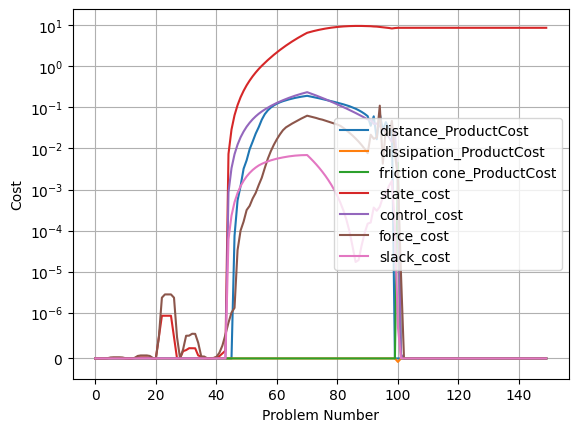 10^1
10^0
10^-1
10^-2
10^-3
10^-4
10^-5
10^-6
0
Cost
distance_ProductCost
dissipation_ProductCost
friction cone_ProductCost
state_cost
control_cost
force_cost
slack_cost
0 20 40 60 80 100 120 140
Problem Number